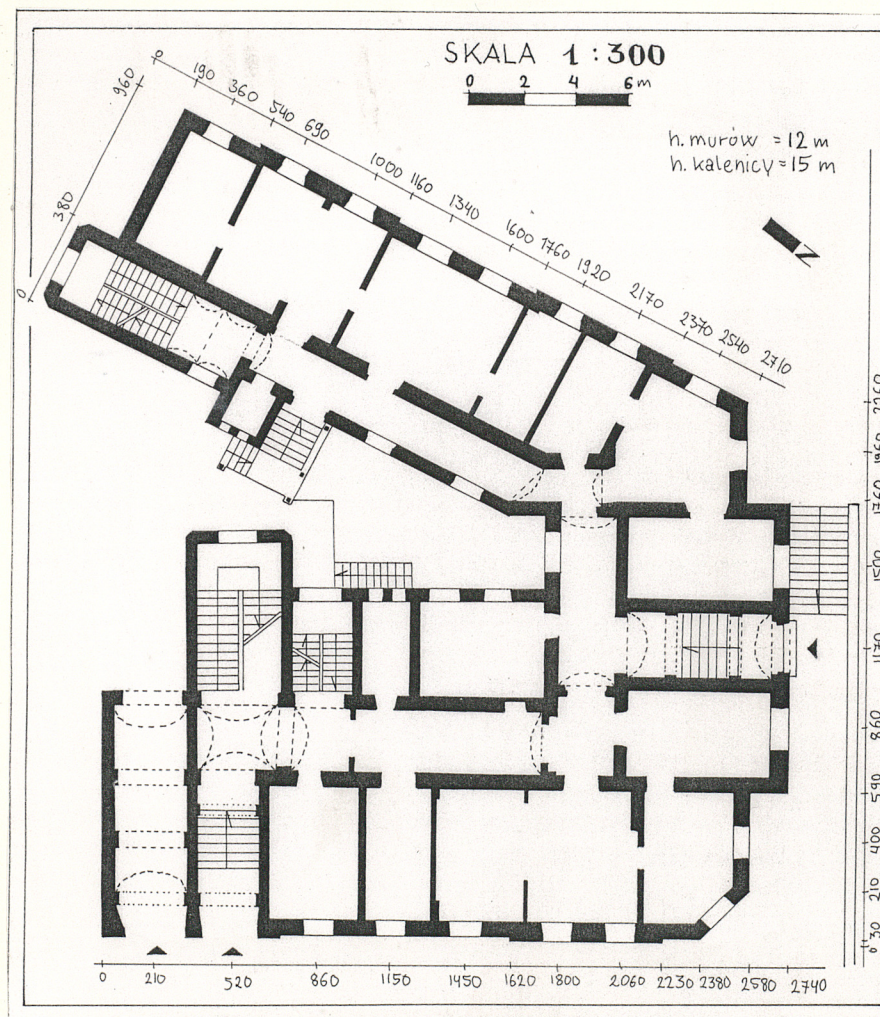 SKALA 1:300
0 2 4 6 m
h. murów = 12 m
h. kalenicy = 15 m
N
0 190 360 540 690 1000 1160 1340 1600 1760 1920 2170 2370 2540 2710
960
380
0
2260
1960
1760
1500
1170
860
590
400
210
30
0
0 210 520 860 1150 1450 1620 1800 2060 2230 2380 2580 2740